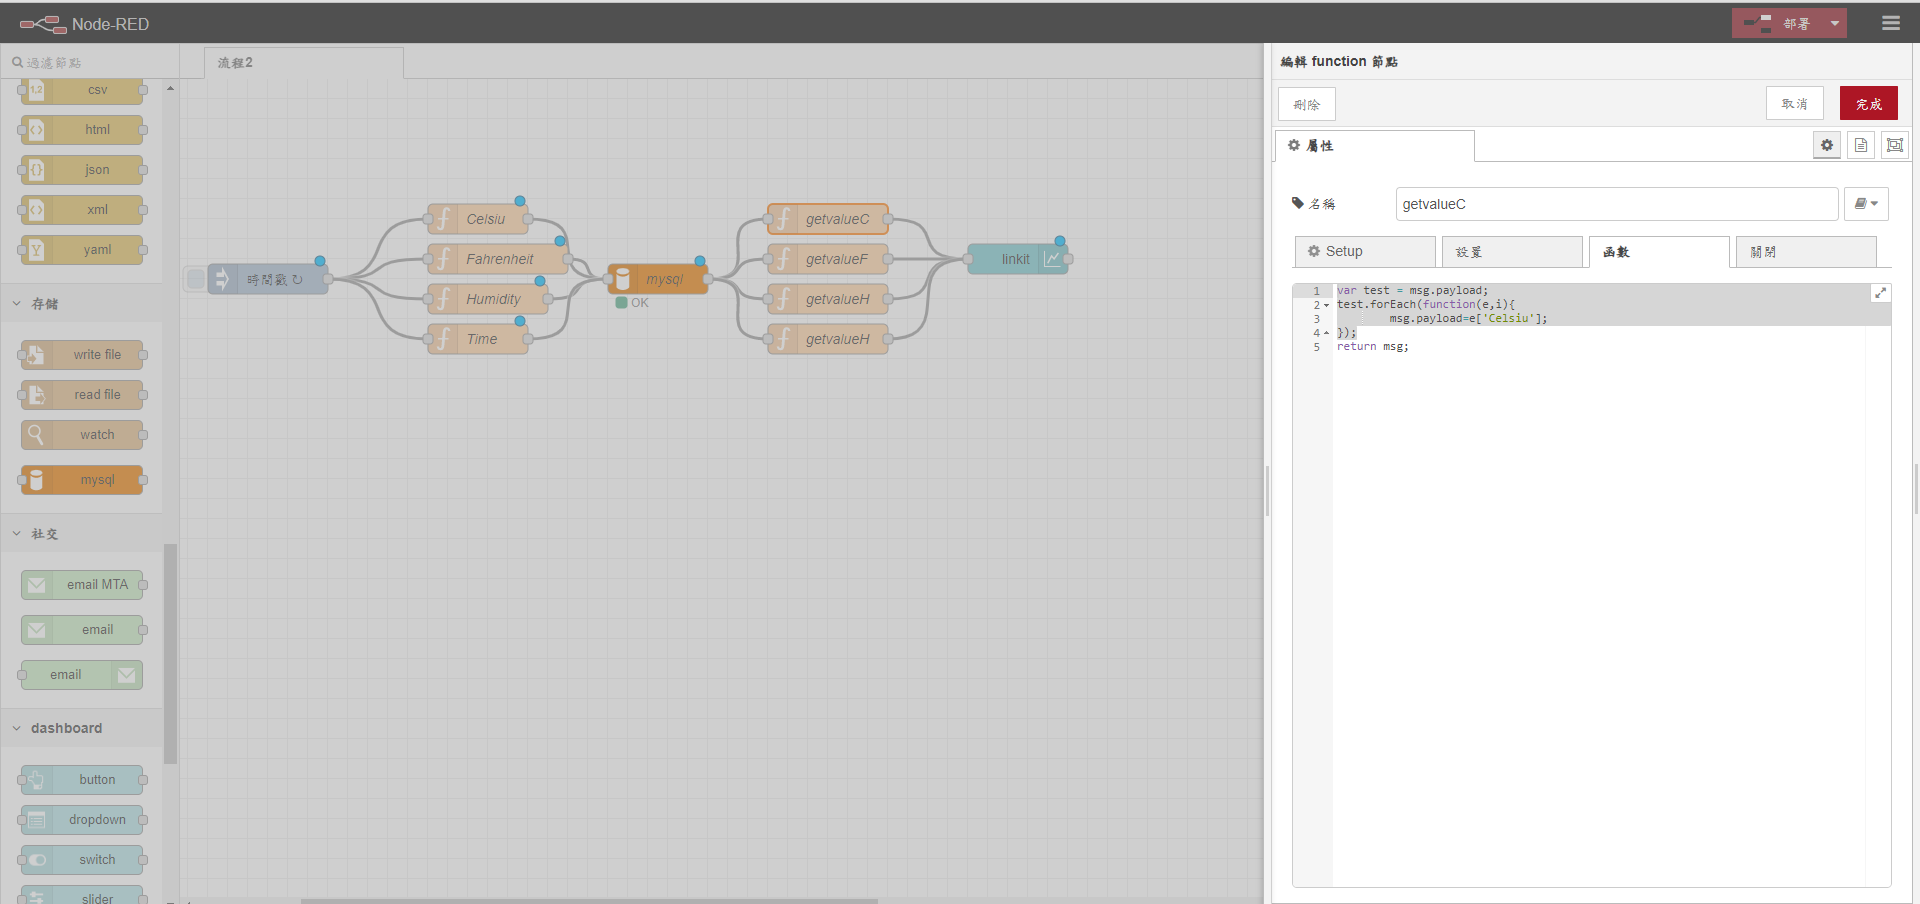 Node-RED
部署
過濾節點
流程2
csv
html
json
xml
yaml
存儲
write file
read file
watch
mysql
社交
email MTA
email
email
dashboard
button
dropdown
switch
slider
時間戳 ↻
Celsiu
Fahrenheit
Humidity
Time
mysql
OK
getvalueC
getvalueF
getvalueH
getvalueH
linkit
編輯 function 節點
刪除
取消
完成
屬性
名稱
getvalueC
Setup
設置
函數
關閉
1 var test = msg.payload;
2 test.forEach(function(e,i){
3 msg.payload=e['Celsiu'];
4 });
5 return msg;